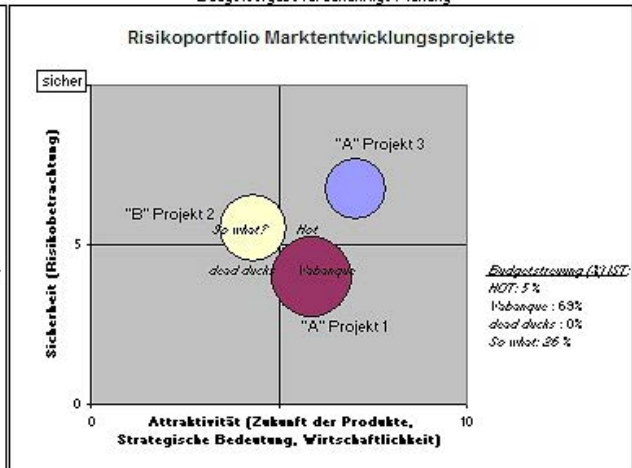 Risikoportfolio Marktentwicklungsprojekte
sicher
"A" Projekt 3
"B" Projekt 2
So what?
Hot
5
dead ducks
Vabanque
"A" Projekt 1
Sicherheit (Risikobetrachtung)
0
0
10
Attraktivität (Zukunft der Produkte,
Strategische Bedeutung, Wirtschaftlichkeit)
Budgetstreuung (%) IST:
HOT: 5 %
Vabanque : 69%
dead ducks : 0%
So what: 26 %